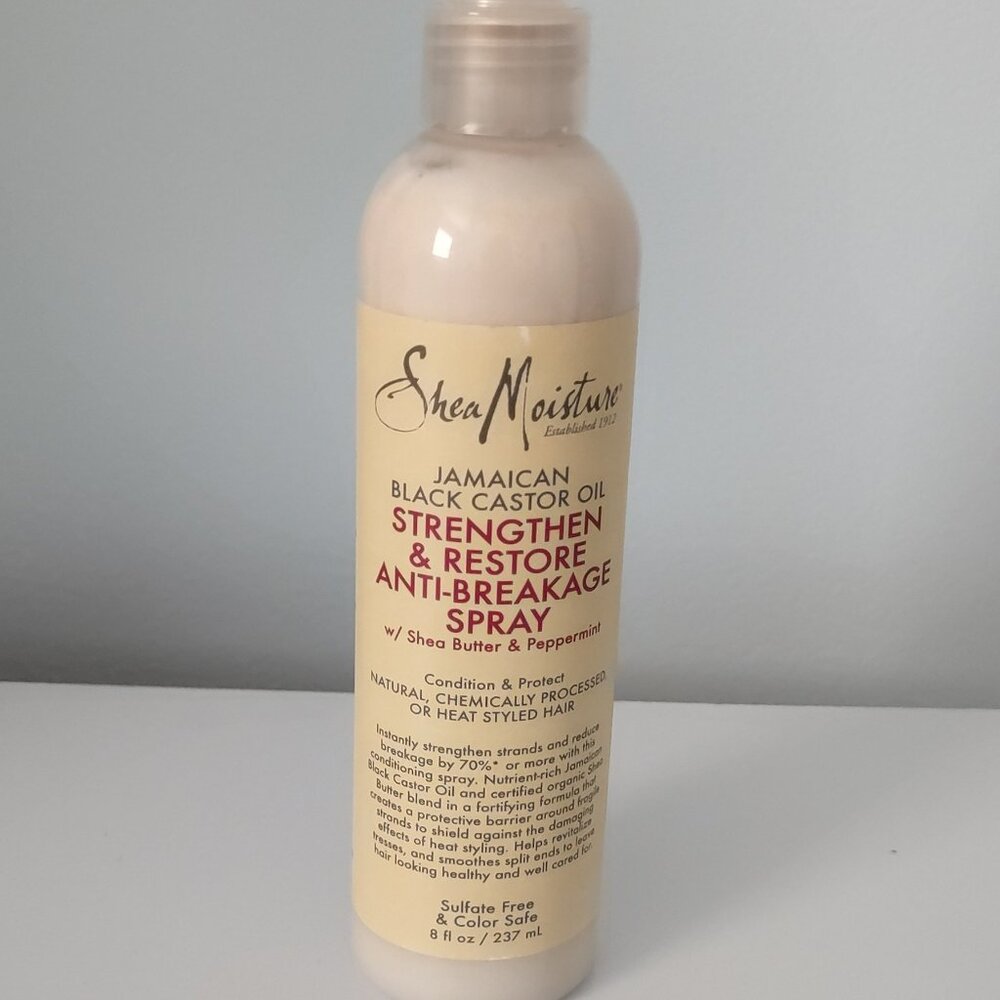 SheaMoisture®
Established 1912
JAMAICAN
BLACK CASTOR OIL
STRENGTHEN
& RESTORE
ANTI-BREAKAGE
SPRAY
w/ Shea Butter & Peppermint
Condition & Protect
NATURAL, CHEMICALLY PROCESSED,
OR HEAT STYLED HAIR
Instantly strengthen strands and reduce
breakage by 70%* or more with this
conditioning spray. Nutrient-rich Jamaican
Black Castor Oil and certified organic Shea
Butter blend in a fortifying formula that
creates a protective barrier around fragile
strands to shield against the damaging
effects of heat styling. Helps revitalize
tresses, and smoothes split ends to leave
hair looking healthy and well cared for.
Sulfate Free
& Color Safe
8 fl oz / 237 mL